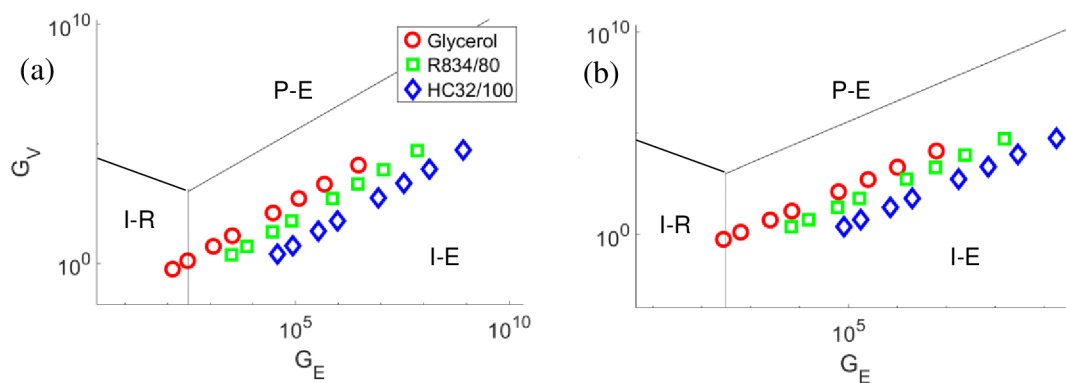 (a)
10^10
G_V
10^0
P-E
I-R
I-E
Glycerol
R834/80
HC32/100
10^5
10^10
G_E
(b)
10^10
10^0
P-E
I-R
I-E
10^5
G_E